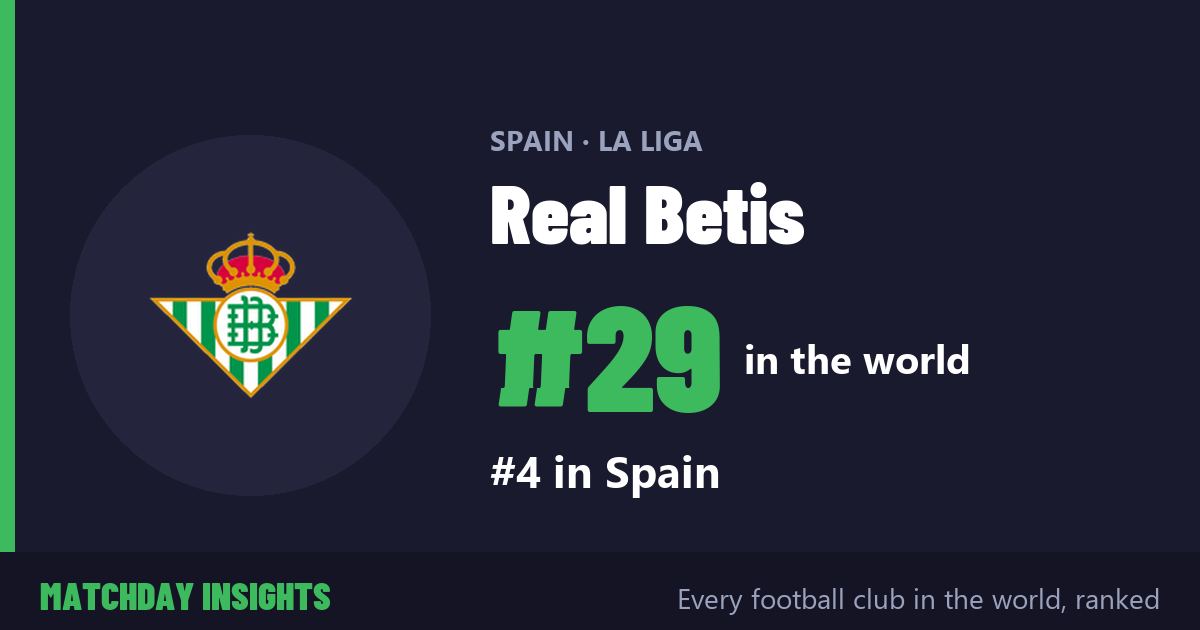 SPAIN · LA LIGA
Real Betis
#29 in the world
#4 in Spain
MATCHDAY INSIGHTS
Every football club in the world, ranked